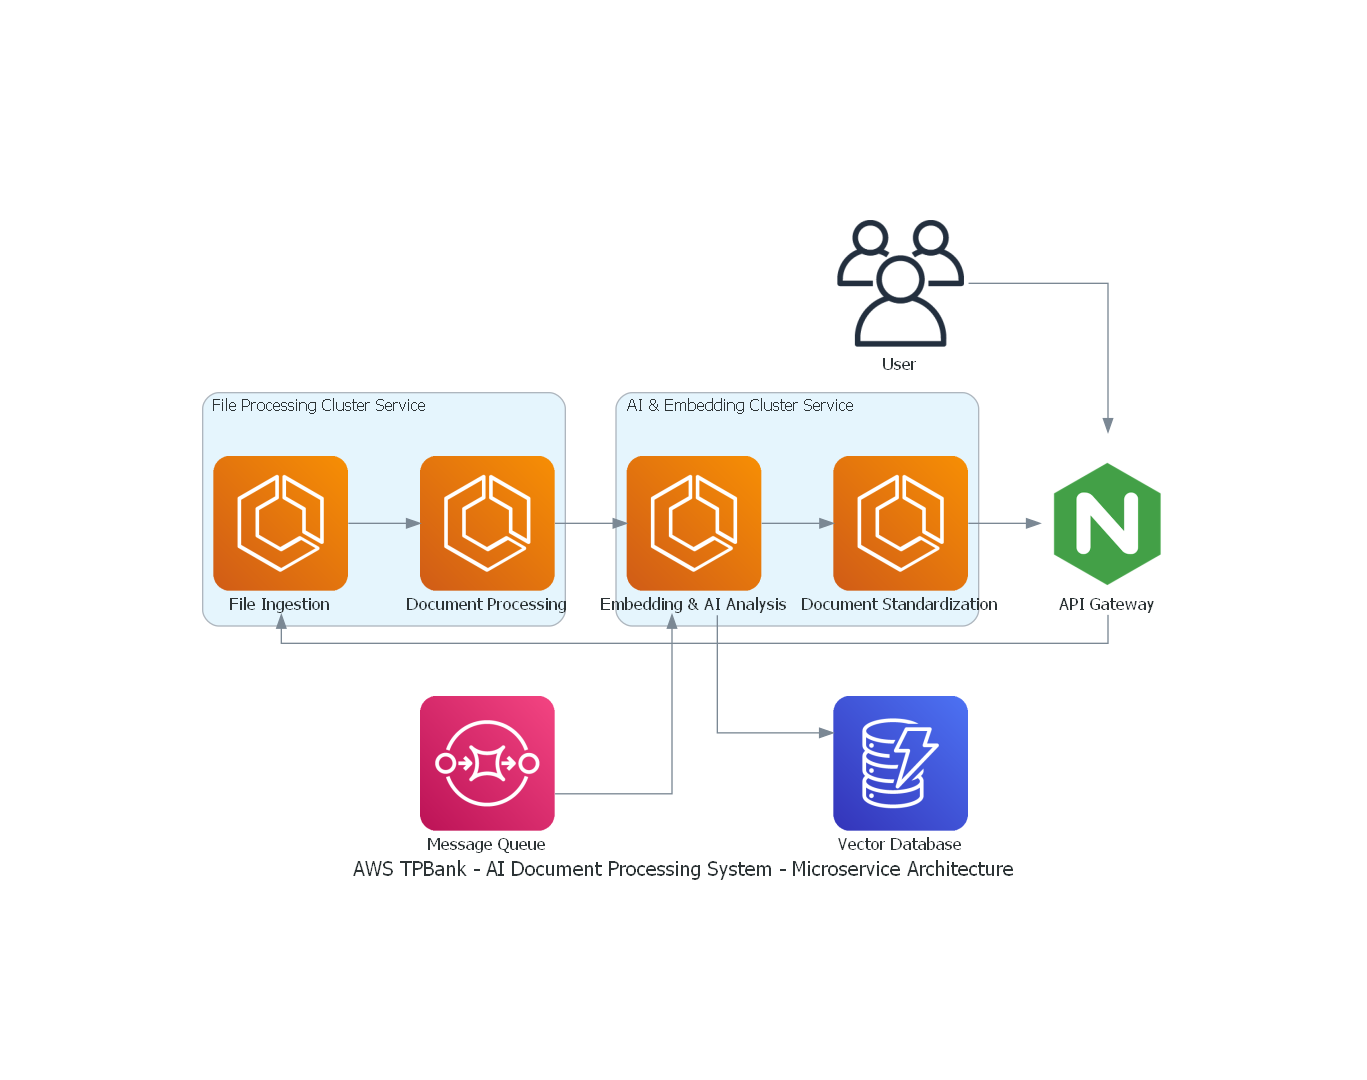 User
File Processing Cluster Service
AI & Embedding Cluster Service
N
File Ingestion
Document Processing
Embedding & AI Analysis
Document Standardization
API Gateway
Message Queue
Vector Database
AWS TPBank - AI Document Processing System - Microservice Architecture